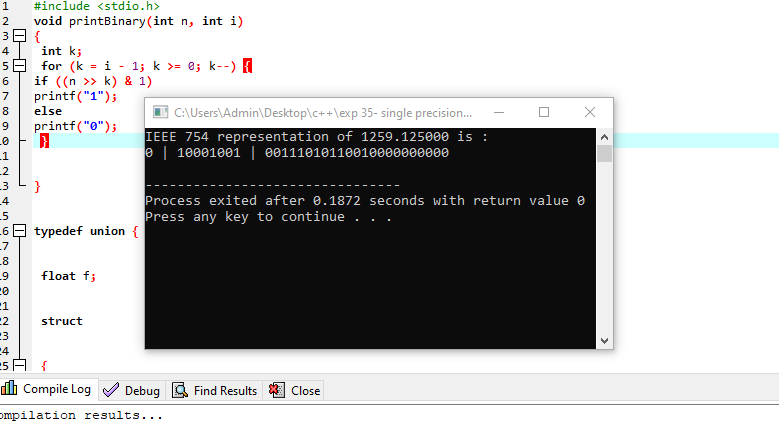 1 #include <stdio.h>
2 void printBinary(int n, int i)
3 {
4 int k;
5 for (k = i - 1; k >= 0; k--) {
6 if ((n >> k) & 1)
7 printf("1");
8 else
9 printf("0");
10 }
11
12
13 }
14
15
16 typedef union {
17
18
19 float f;
20
21
22 struct
23
24
25 {
C:\Users\Admin\Desktop\c++\exp 35- single precision...
IEEE 754 representation of 1259.125000 is :
0 | 10001001 | 00111010110010000000000
--------------------------------
Process exited after 0.1872 seconds with return value 0
Press any key to continue . . .
Compile Log Debug Find Results Close
ompilation results...